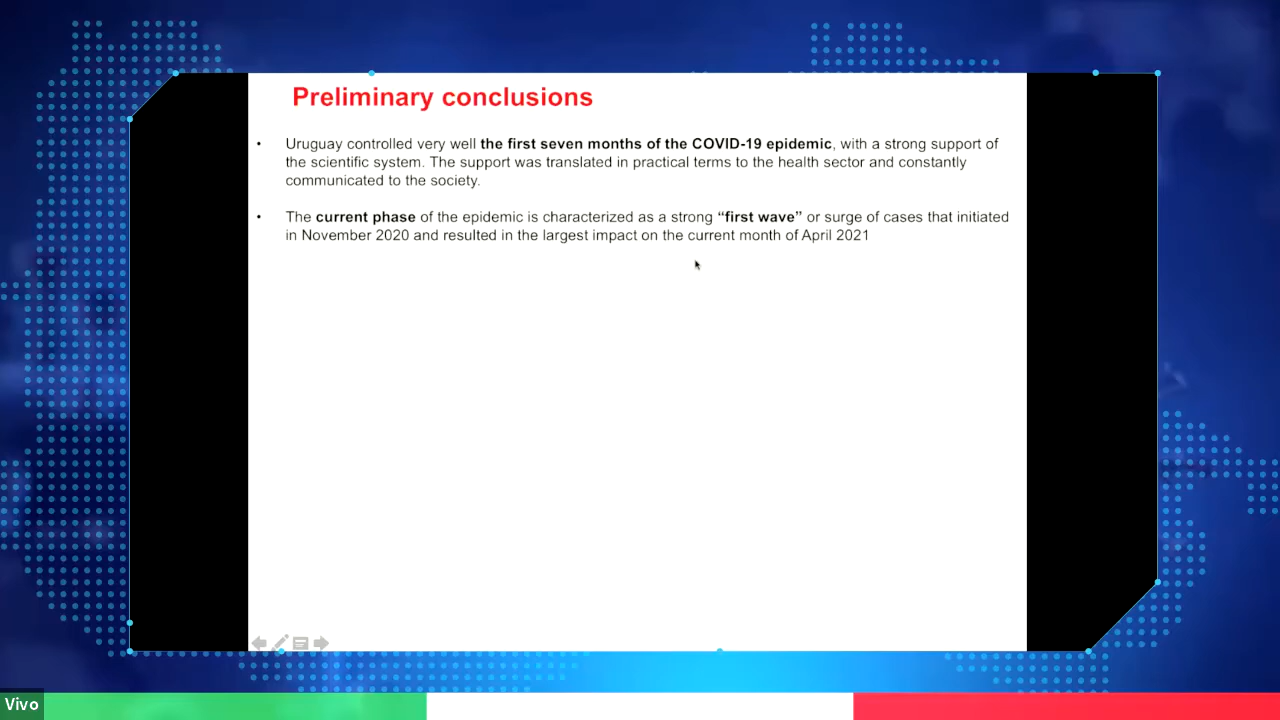 Preliminary conclusions
• Uruguay controlled very well the first seven months of the COVID-19 epidemic, with a strong support of
the scientific system. The support was translated in practical terms to the health sector and constantly
communicated to the society.
• The current phase of the epidemic is characterized as a strong “first wave” or surge of cases that initiated
in November 2020 and resulted in the largest impact on the current month of April 2021
Vivo